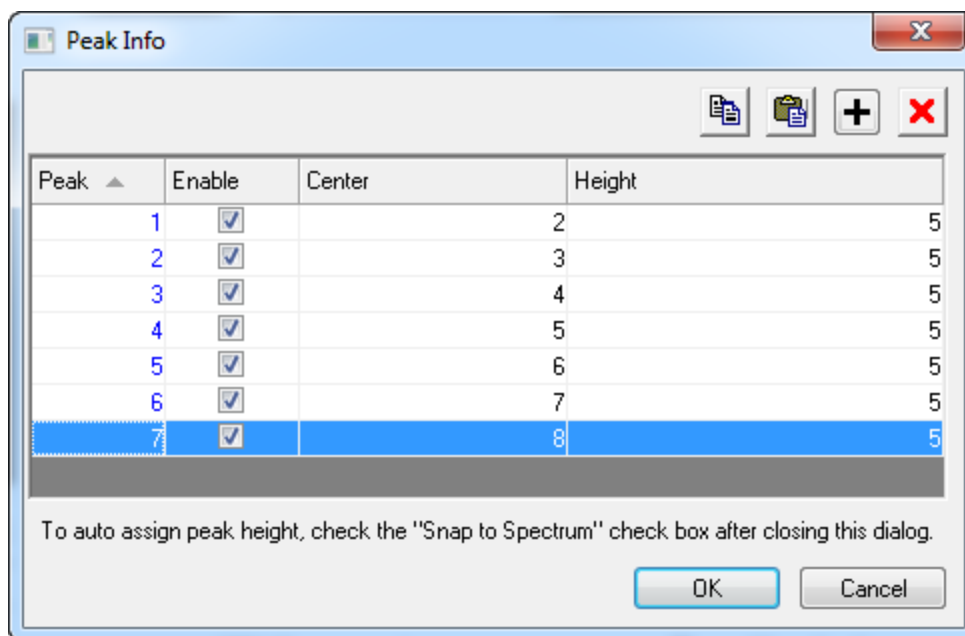 Peak Info
Peak Enable Center Height
1 2 5
2 3 5
3 4 5
4 5 5
5 6 5
6 7 5
7 8 5
To auto assign peak height, check the "Snap to Spectrum" check box after closing this dialog.
OK Cancel